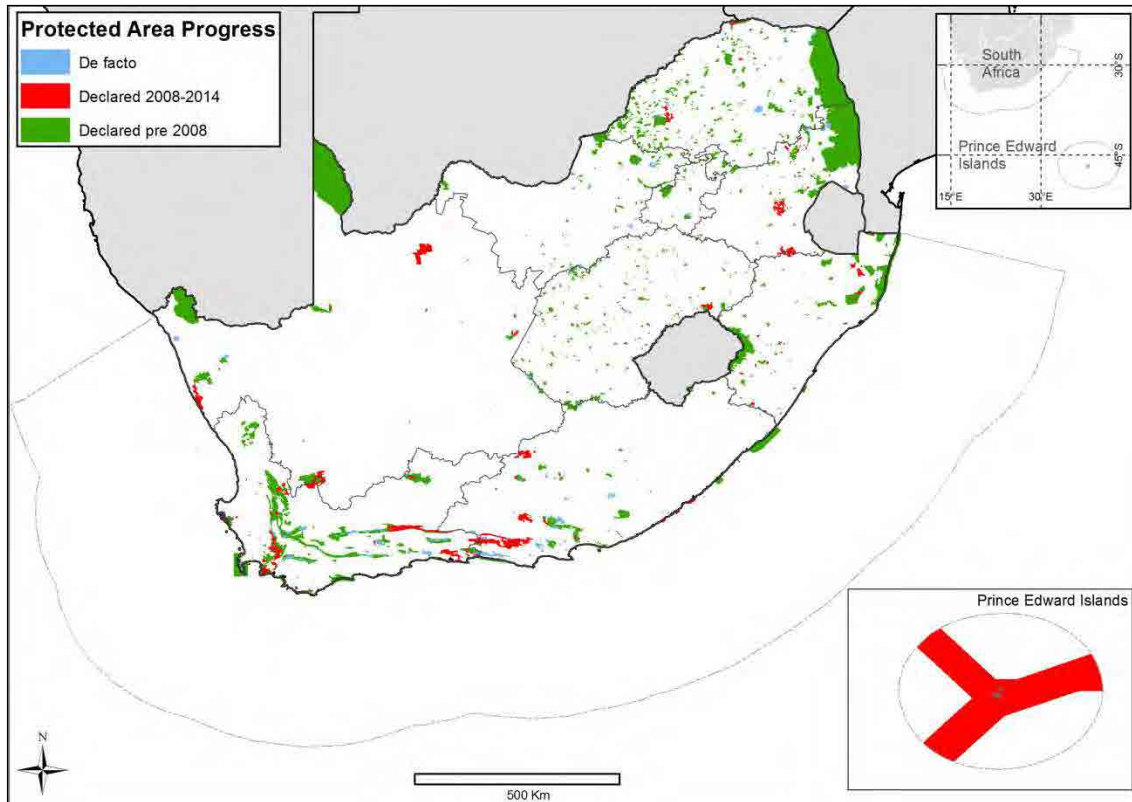 Protected Area Progress
De facto
Declared 2008-2014
Declared pre 2008
South
Africa
30°S
Prince Edward
Islands
45°S
15°E
30°E
Prince Edward Islands
N
500 Km